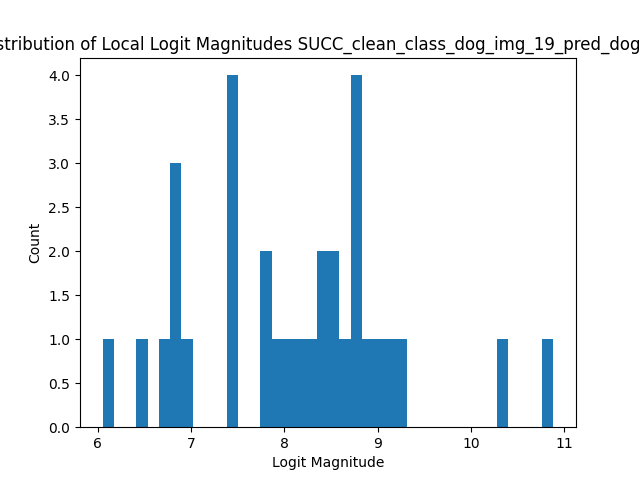 stribution of Local Logit Magnitudes SUCC_clean_class_dog_img_19_pred_dog
4.0
3.5
3.0
2.5
2.0
1.5
1.0
0.5
0.0
Count
6 7 8 9 10 11
Logit Magnitude